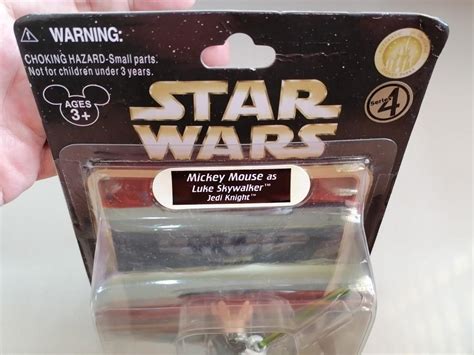 WARNING:
CHOKING HAZARD-Small parts.
Not for children under 3 years.
AGES
3+
STAR
WARS
Series
4
Mickey Mouse as
Luke Skywalker™
Jedi Knight™